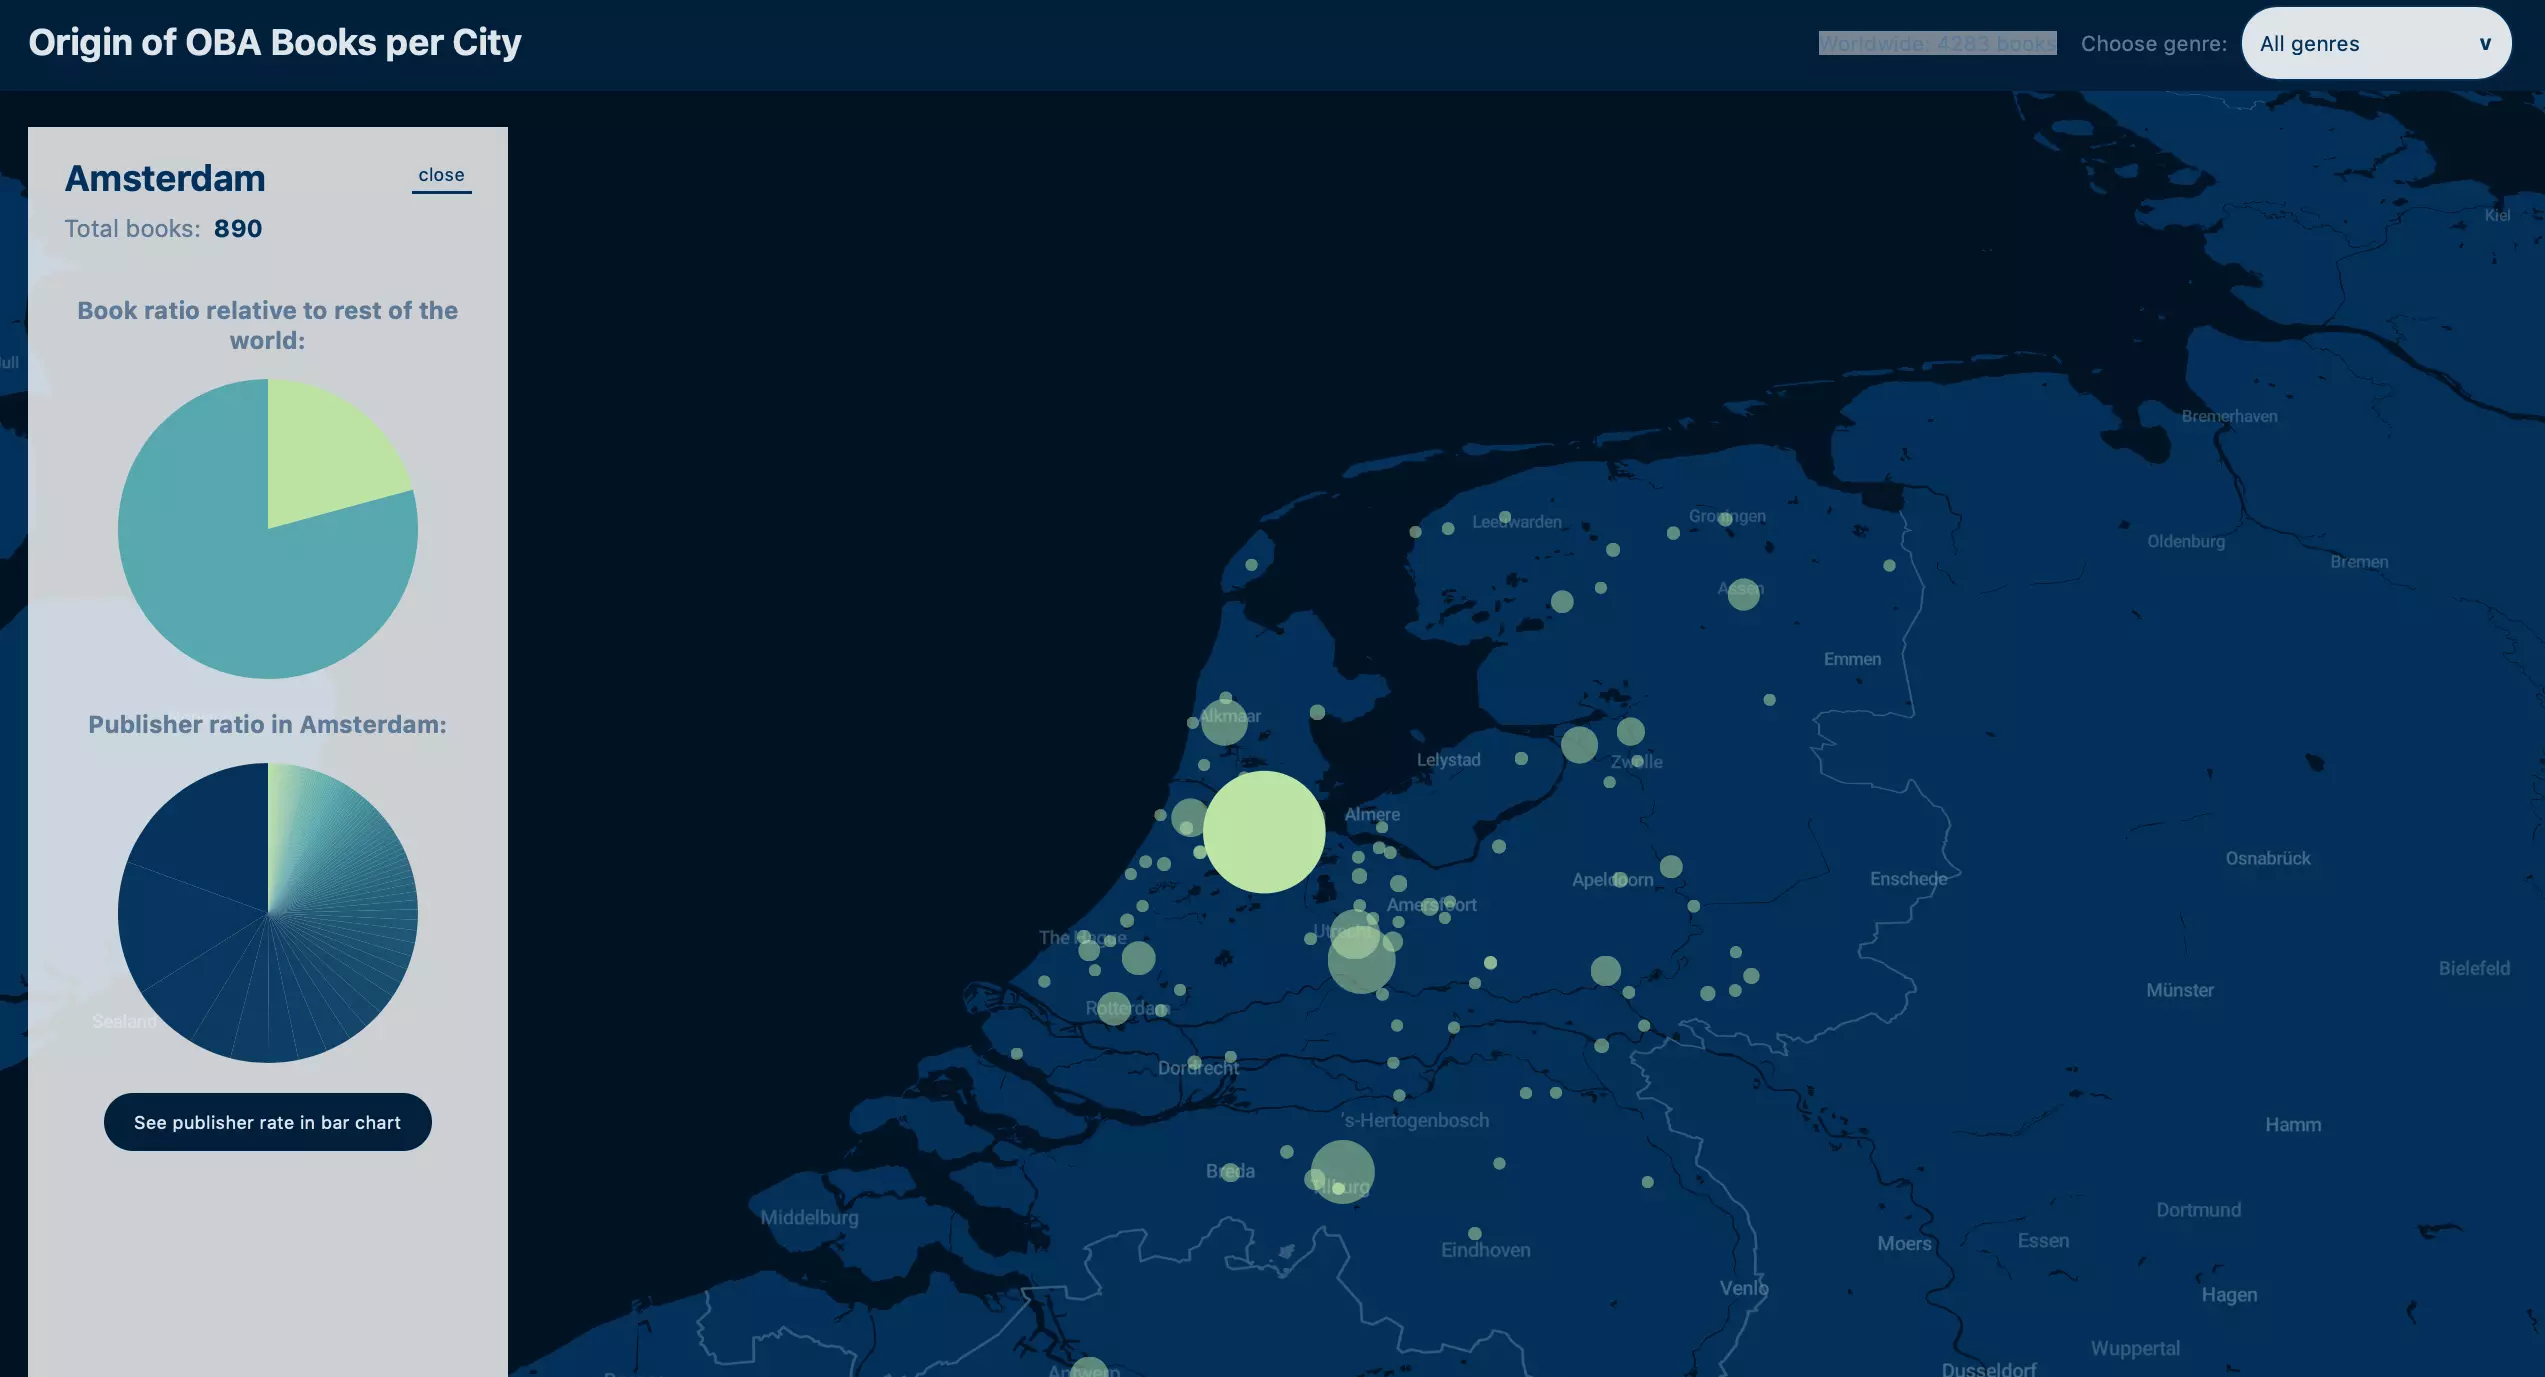 Origin of OBA Books per City
Worldwide: 4283 books
Choose genre:
All genres
v
Amsterdam
close
Total books: 890
Book ratio relative to rest of the
world:
Publisher ratio in Amsterdam:
Sealand
See publisher rate in bar chart
Kiel
Bremerhaven
Leeuwarden
Groningen
Oldenburg
Bremen
Assen
Emmen
Alkmaar
Lelystad
Zwolle
Almere
Osnabrück
Apeldoorn
Enschede
Amersfoort
Utrecht
The Hague
Bielefeld
Münster
Rotterdam
Dordrecht
's-Hertogenbosch
Hamm
Breda
Tilburg
Middelburg
Dortmund
Essen
Moers
Eindhoven
Venlo
Hagen
Wuppertal
Dusseldorf
Antwerp